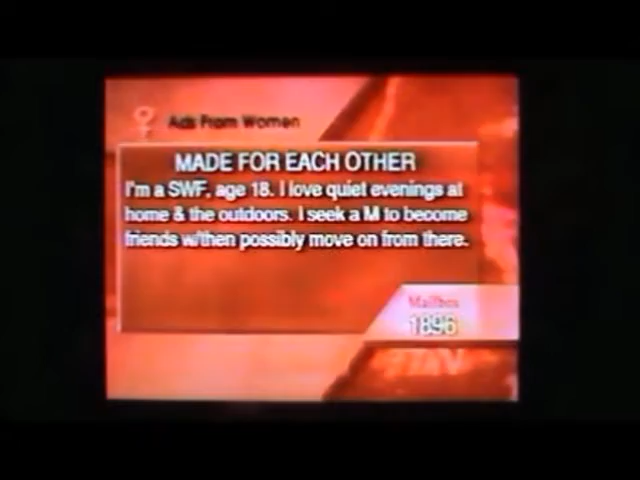 Ads From Women
MADE FOR EACH OTHER
I'm a SWF, age 18. I love quiet evenings at
home & the outdoors. I seek a M to become
friends w/then possibly move on from there.
Mailbox
1896